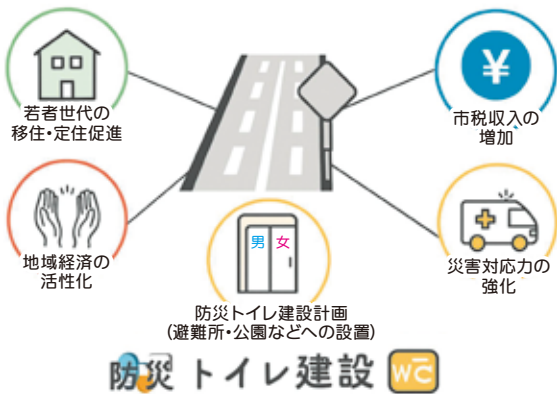 若者世代の
移住・定住促進
¥
市税収入の
増加
地域経済の
活性化
男 女
災害対応力の
強化
防災トイレ建設計画
(避難所・公園などへの設置)
防災トイレ建設 WC